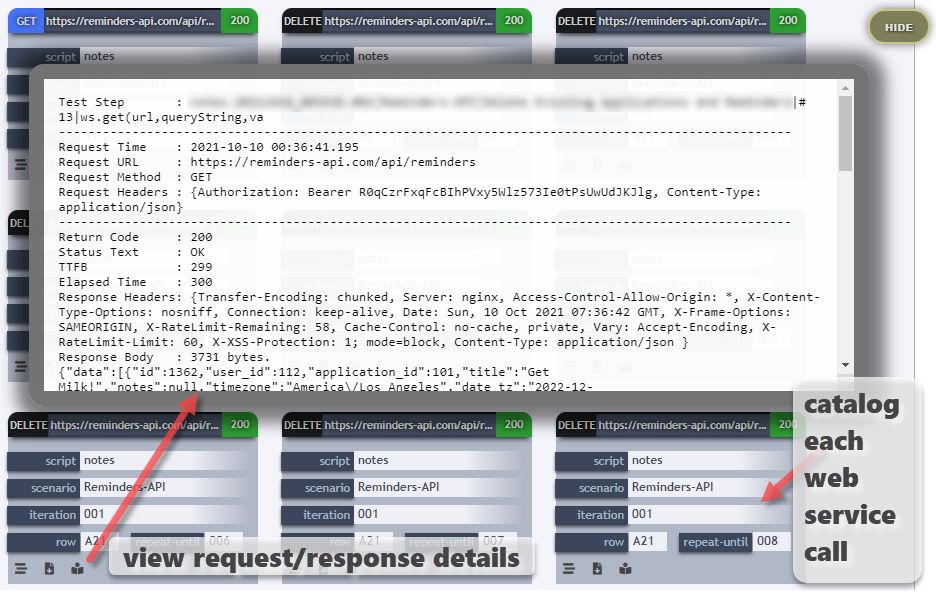 GET https://reminders-api.com/api/r... 200
DELETE https://reminders-api.com/api/r... 200
DELETE https://reminders-api.com/api/r... 200
HIDE
script notes
script notes
script notes
Test Step : |#
13|ws.get(url,queryString,va
--------------------------------------------------------------------------------------------------
Request Time : 2021-10-10 00:36:41.195
Request URL : https://reminders-api.com/api/reminders
Request Method : GET
Request Headers : {Authorization: Bearer R0qCzrFxqFcBIhPVxy5Wlz573Ie0tPsUwUdJKJlg, Content-Type:
application/json}
--------------------------------------------------------------------------------------------------
Return Code : 200
Status Text : OK
TTFB : 299
Elapsed Time : 300
Response Headers: {Transfer-Encoding: chunked, Server: nginx, Access-Control-Allow-Origin: *, X-Content-
Type-Options: nosniff, Connection: keep-alive, Date: Sun, 10 Oct 2021 07:36:42 GMT, X-Frame-Options:
SAMEORIGIN, X-RateLimit-Remaining: 58, Cache-Control: no-cache, private, Vary: Accept-Encoding, X-
RateLimit-Limit: 60, X-XSS-Protection: 1; mode=block, Content-Type: application/json }
Response Body : 3731 bytes.
{"data":[{"id":1362,"user_id":112,"application_id":101,"title":"Get
Milk!","notes":null,"timezone":"America\/Los_Angeles","date_tz":"2022-12-
DELETE https://reminders-api.com/api/r... 200
DELETE https://reminders-api.com/api/r... 200
DELETE https://reminders-api.com/api/r... 200
script notes
script notes
script notes
scenario Reminders-API
scenario Reminders-API
scenario Reminders-API
iteration 001
iteration 001
iteration 001
row A21 repeat-until 006
row A21 repeat-until 007
row A21 repeat-until 008
view request/response details
catalog
each
web
service
call